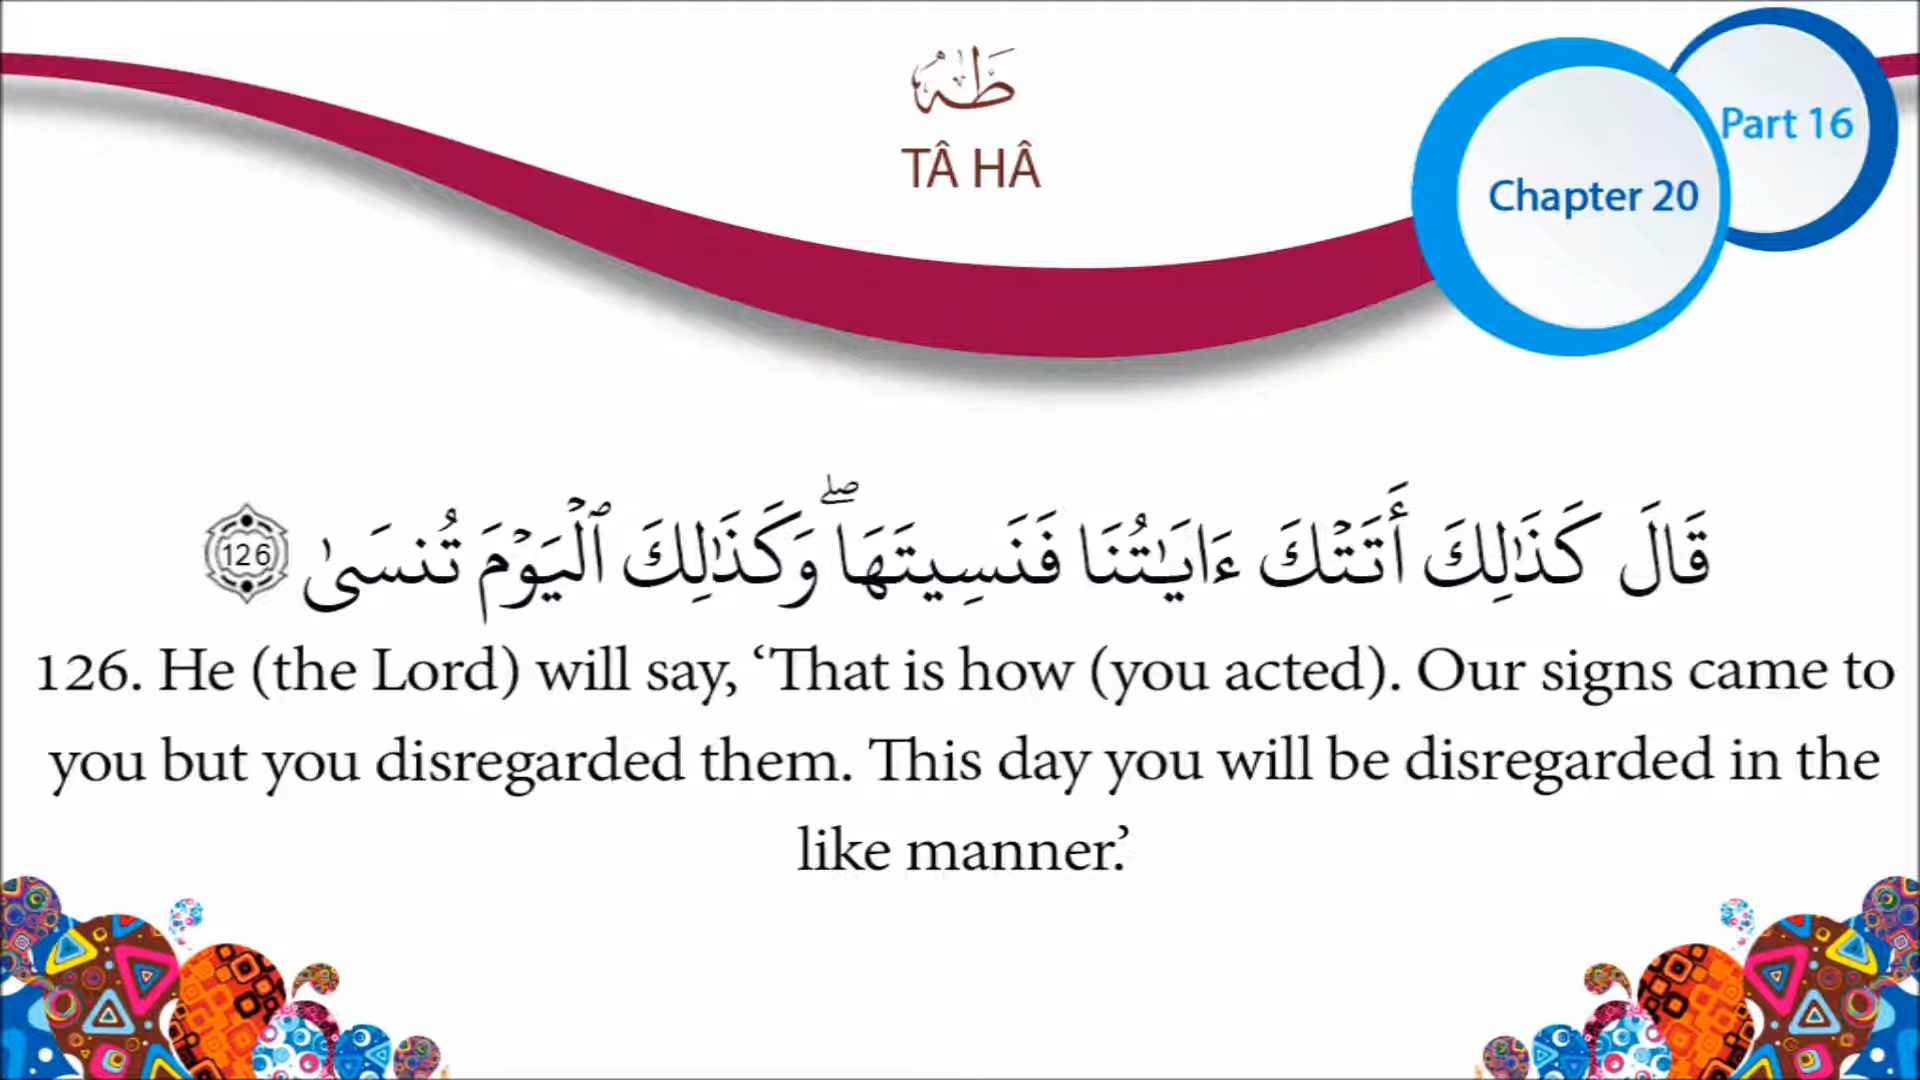 طه
TÂ HÂ
Part 16
Chapter 20
قَالَ كَذَٰلِكَ أَتَتْكَ ءَايَـٰتُنَا فَنَسِيتَهَا ۖ وَكَذَٰلِكَ ٱلْيَوْمَ تُنسَىٰ 126
126. He (the Lord) will say, ‘That is how (you acted). Our signs came to
you but you disregarded them. This day you will be disregarded in the
like manner.’